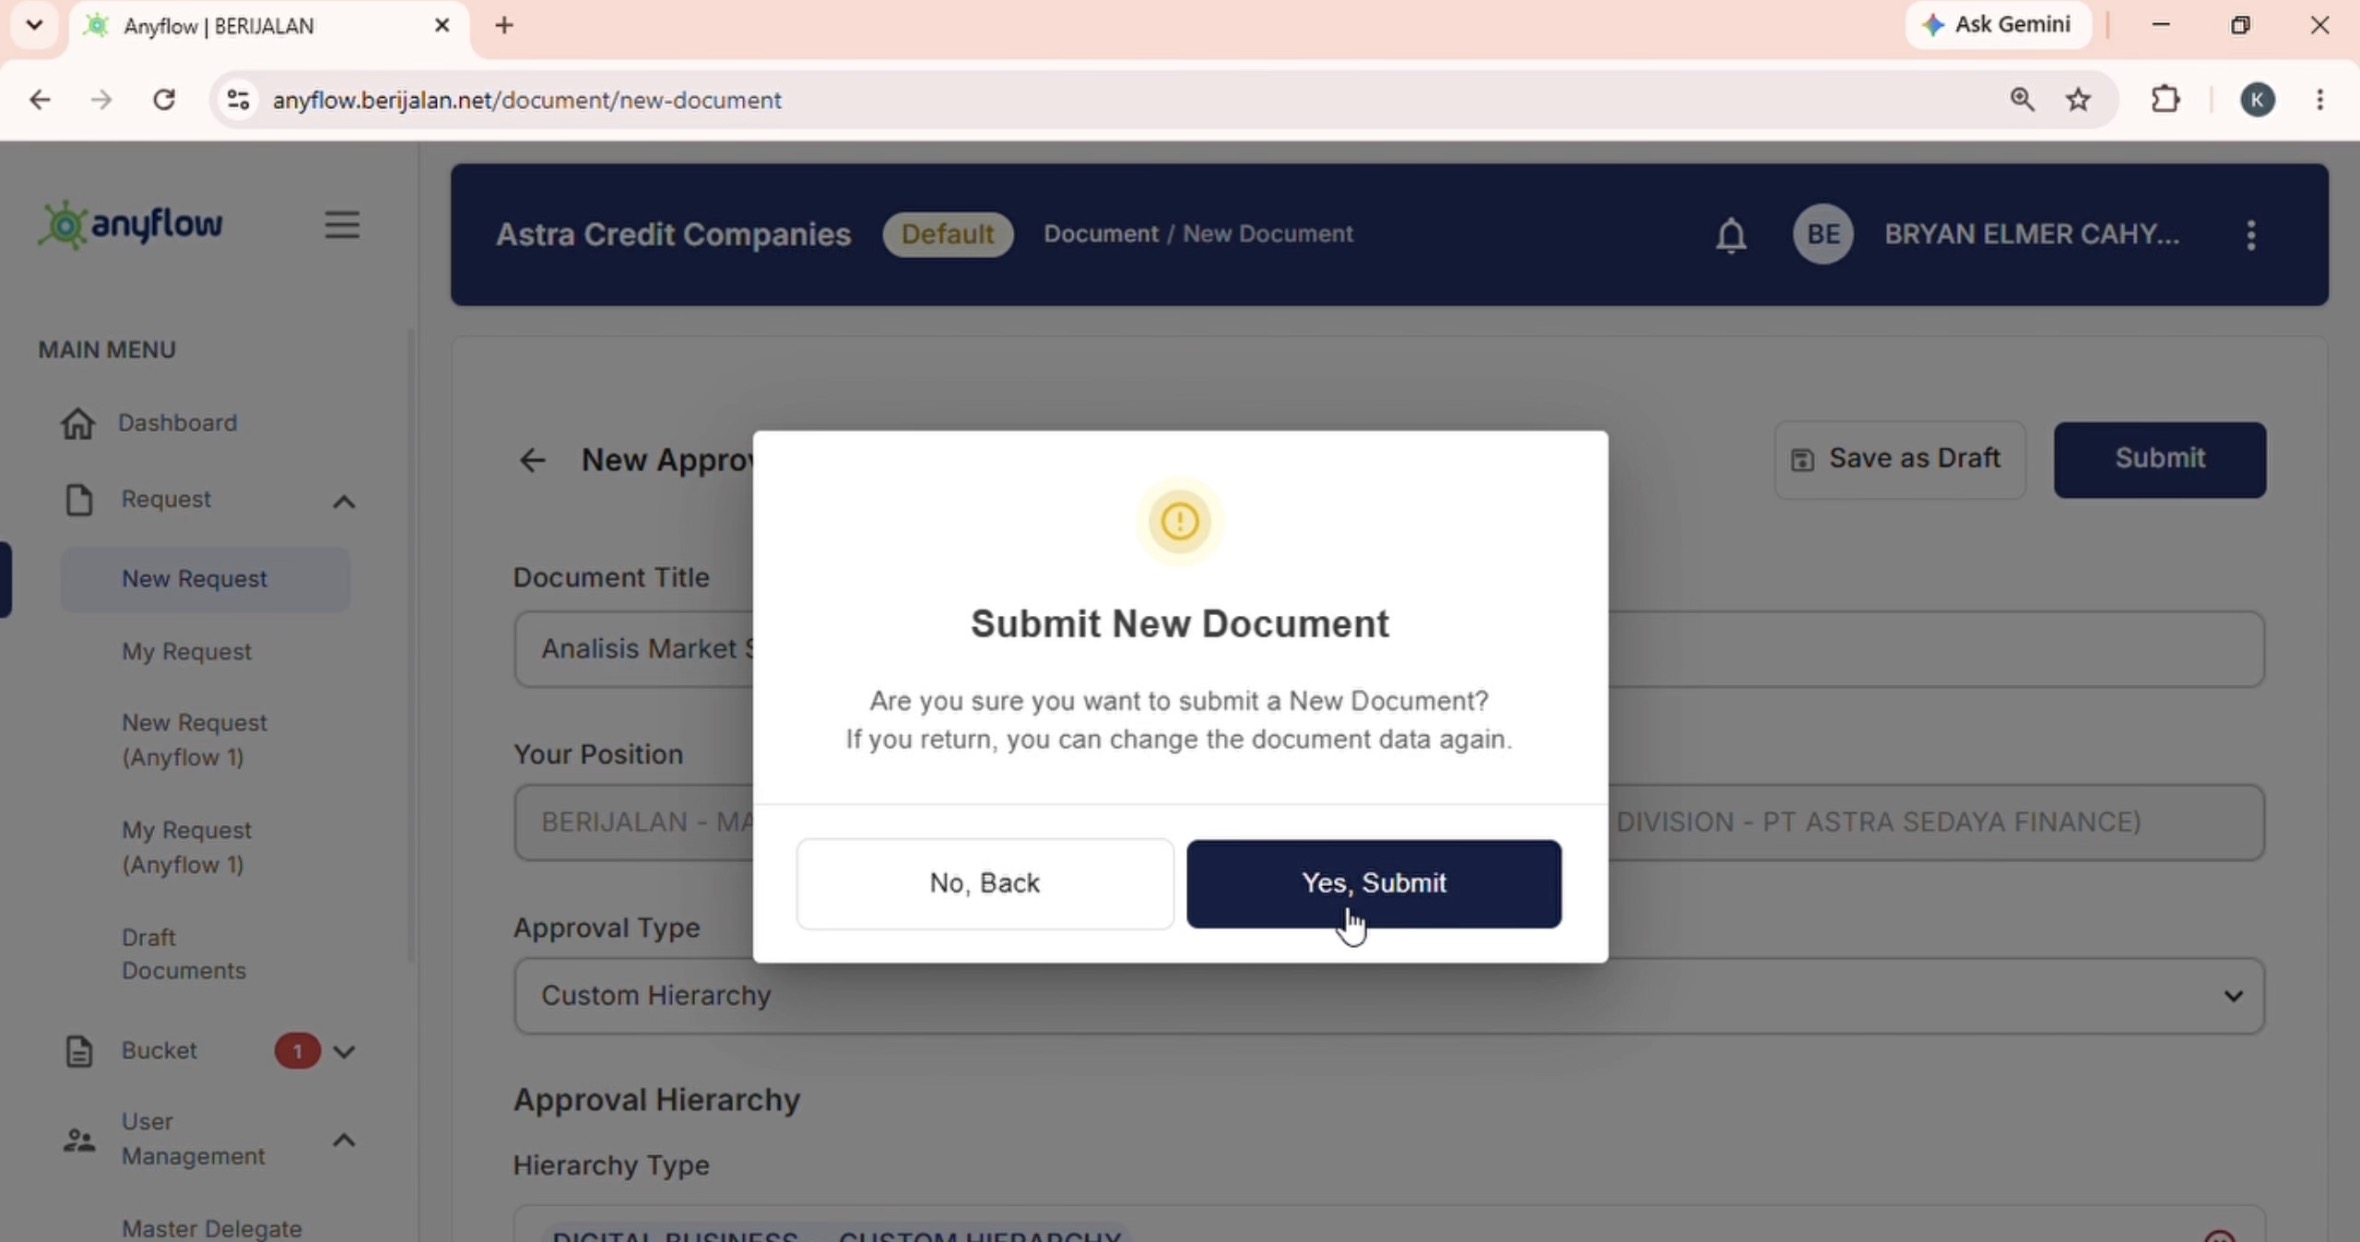 Anyflow | BERIJALAN
Ask Gemini
anyflow.berijalan.net/document/new-document
K
anyflow
Astra Credit Companies
Default
Document / New Document
BE
BRYAN ELMER CAHY...
MAIN MENU
Dashboard
Request
New Request
My Request
New Request
(Anyflow 1)
My Request
(Anyflow 1)
Draft
Documents
Bucket
1
User
Management
Master Delegate
New Approv
Save as Draft
Submit
Document Title
Analisis Market
Your Position
BERIJALAN - MA
DIVISION - PT ASTRA SEDAYA FINANCE)
Approval Type
Custom Hierarchy
Approval Hierarchy
Hierarchy Type
DIGITAL BUSINESS CUSTOM HIERARCHY
Submit New Document
Are you sure you want to submit a New Document?
If you return, you can change the document data again.
No, Back
Yes, Submit